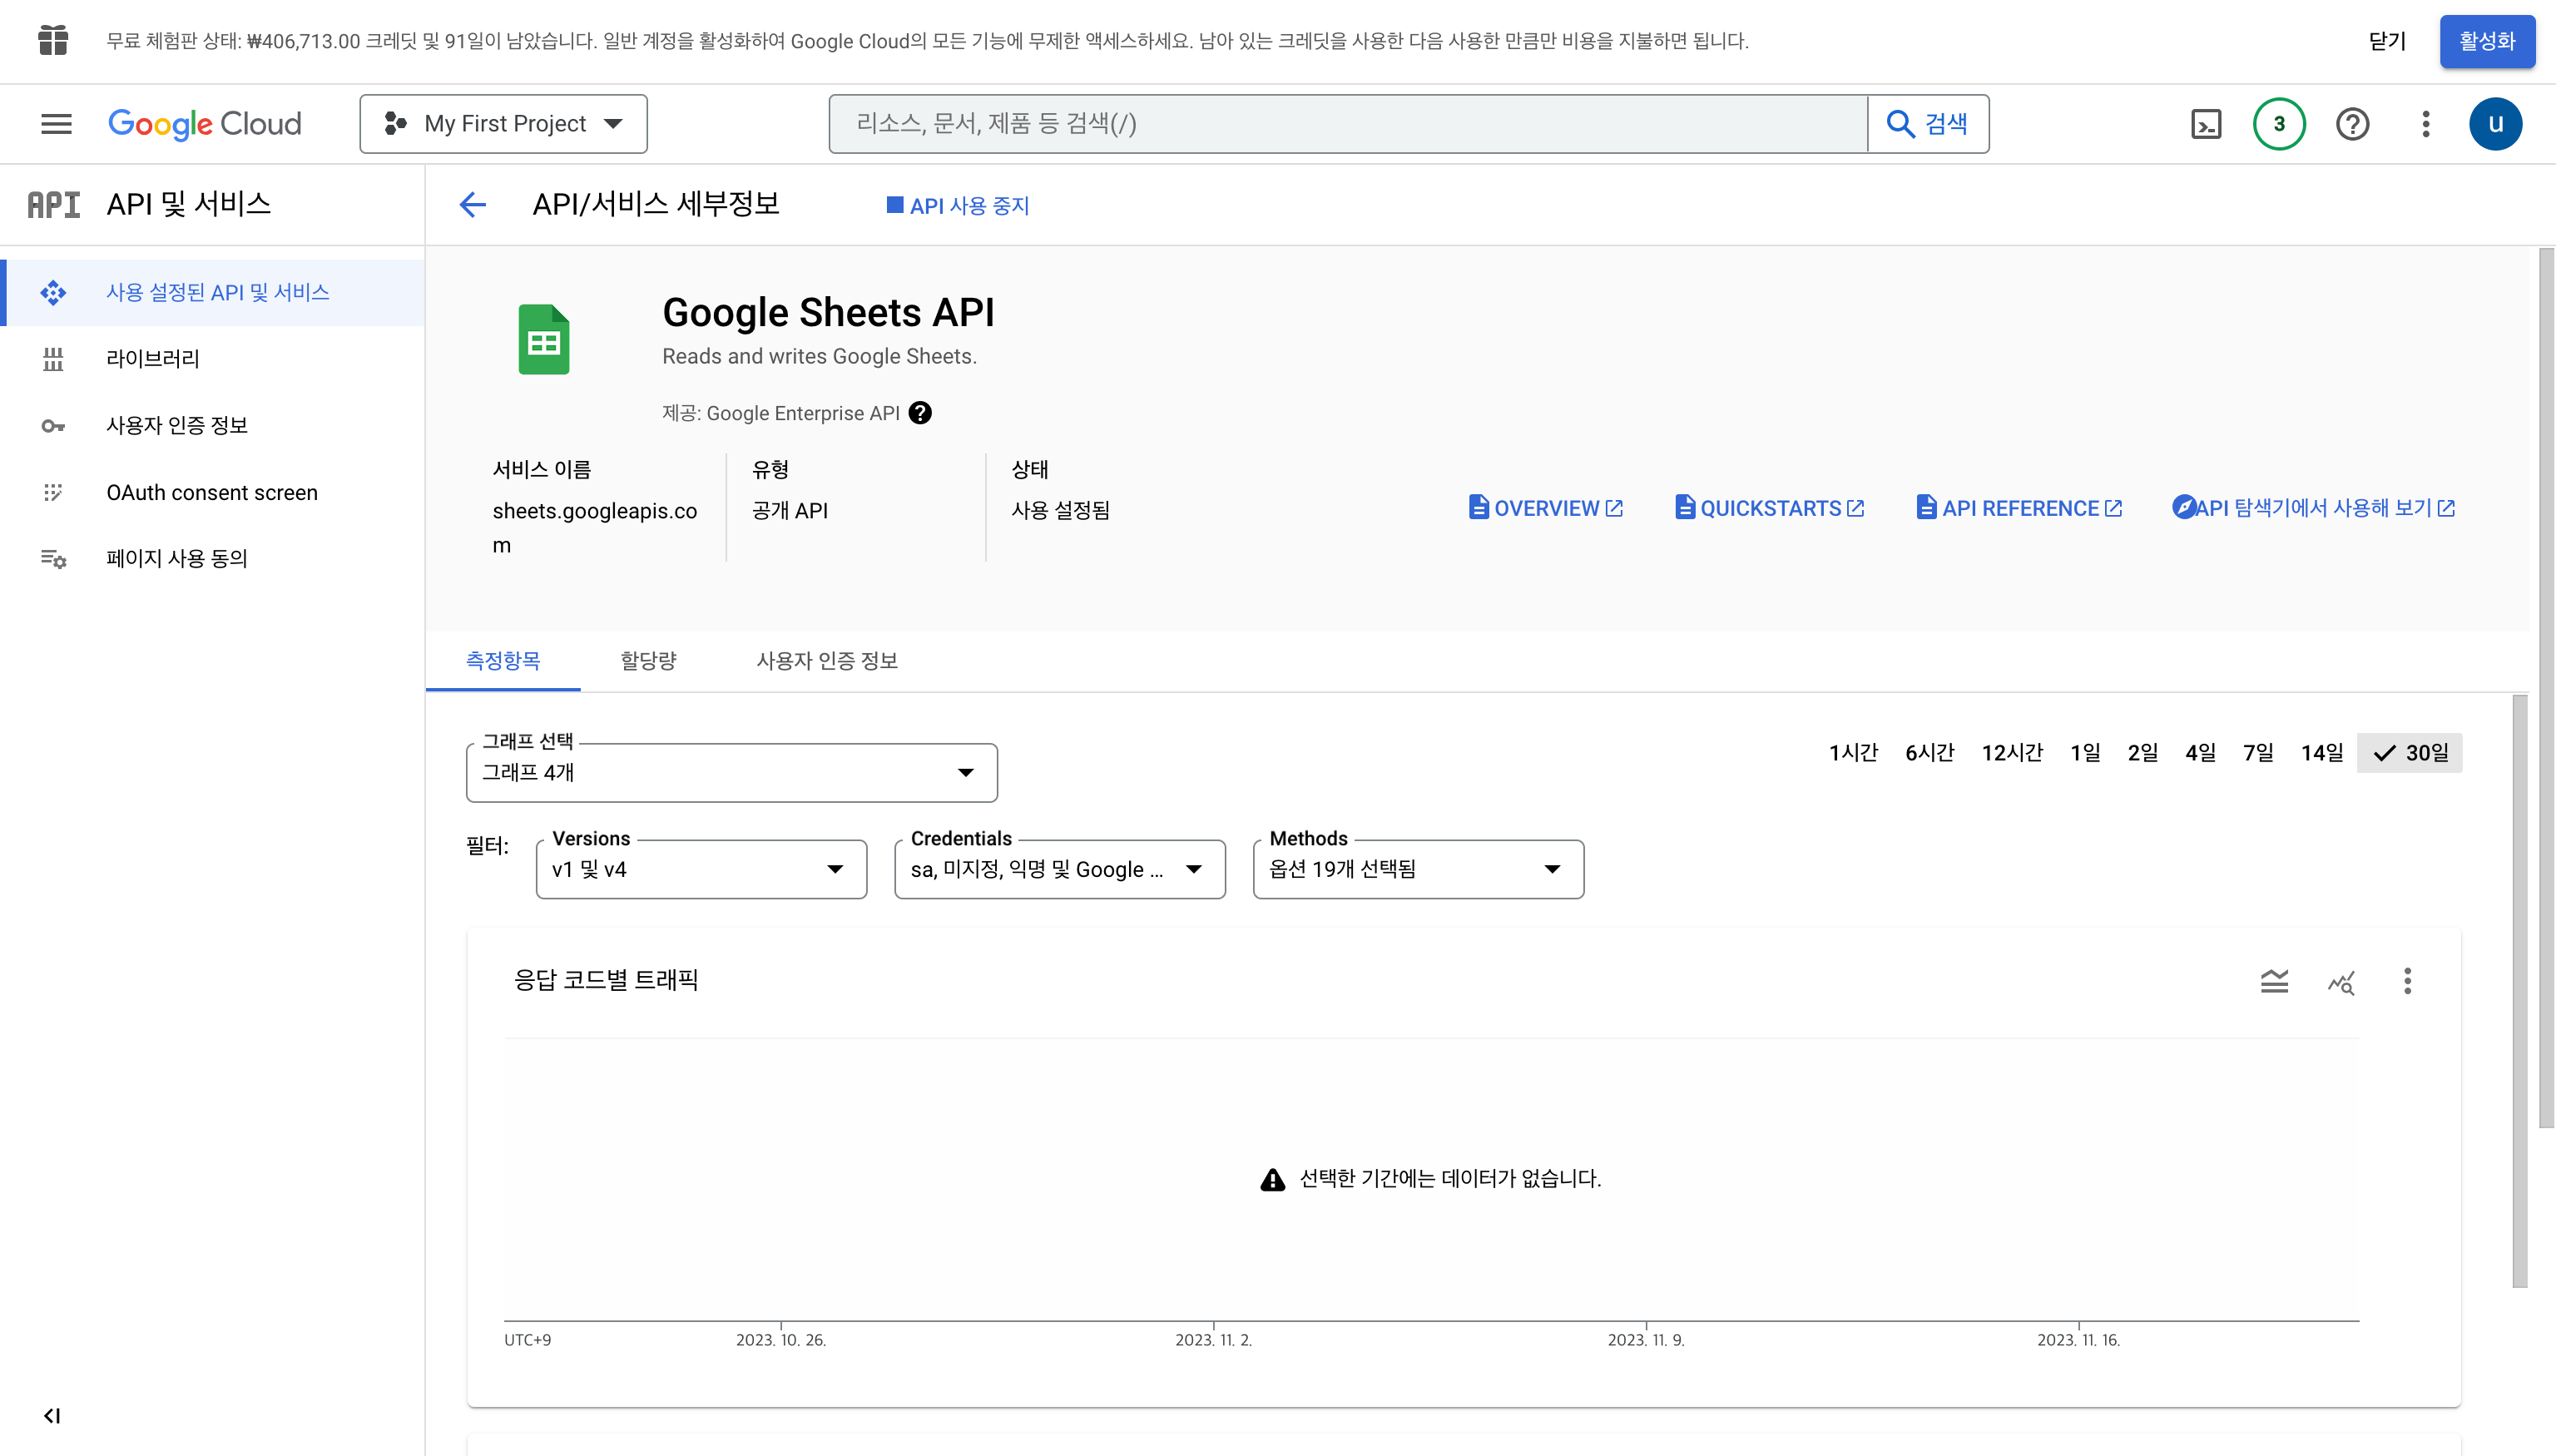 무료 체험판 상태: ₩406,713.00 크레딧 및 91일이 남았습니다. 일반 계정을 활성화하여 Google Cloud의 모든 기능에 무제한 액세스하세요. 남아 있는 크레딧을 사용한 다음 사용한 만큼만 비용을 지불하면 됩니다.
닫기
활성화
Google Cloud
My First Project
리소스, 문서, 제품 등 검색(/)
검색
3
u
API
API 및 서비스
API/서비스 세부정보
API 사용 중지
사용 설정된 API 및 서비스
라이브러리
사용자 인증 정보
OAuth consent screen
페이지 사용 동의
Google Sheets API
Reads and writes Google Sheets.
제공: Google Enterprise API
서비스 이름
sheets.googleapis.co
m
유형
공개 API
상태
사용 설정됨
OVERVIEW
QUICKSTARTS
API REFERENCE
API 탐색기에서 사용해 보기
측정항목
할당량
사용자 인증 정보
그래프 선택
그래프 4개
1시간
6시간
12시간
1일
2일
4일
7일
14일
30일
필터:
Versions
v1 및 v4
Credentials
sa, 미지정, 익명 및 Google ...
Methods
옵션 19개 선택됨
응답 코드별 트래픽
선택한 기간에는 데이터가 없습니다.
UTC+9
2023. 10. 26.
2023. 11. 2.
2023. 11. 9.
2023. 11. 16.